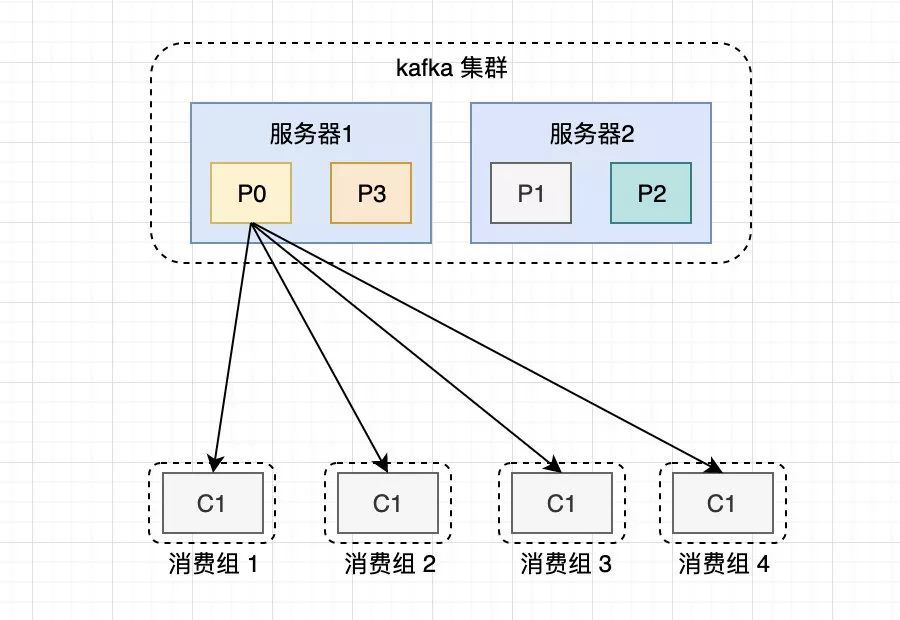 kafka 集群
服务器1
服务器2
P0
P3
P1
P2
C1
C1
C1
C1
消费组 1
消费组 2
消费组 3
消费组 4